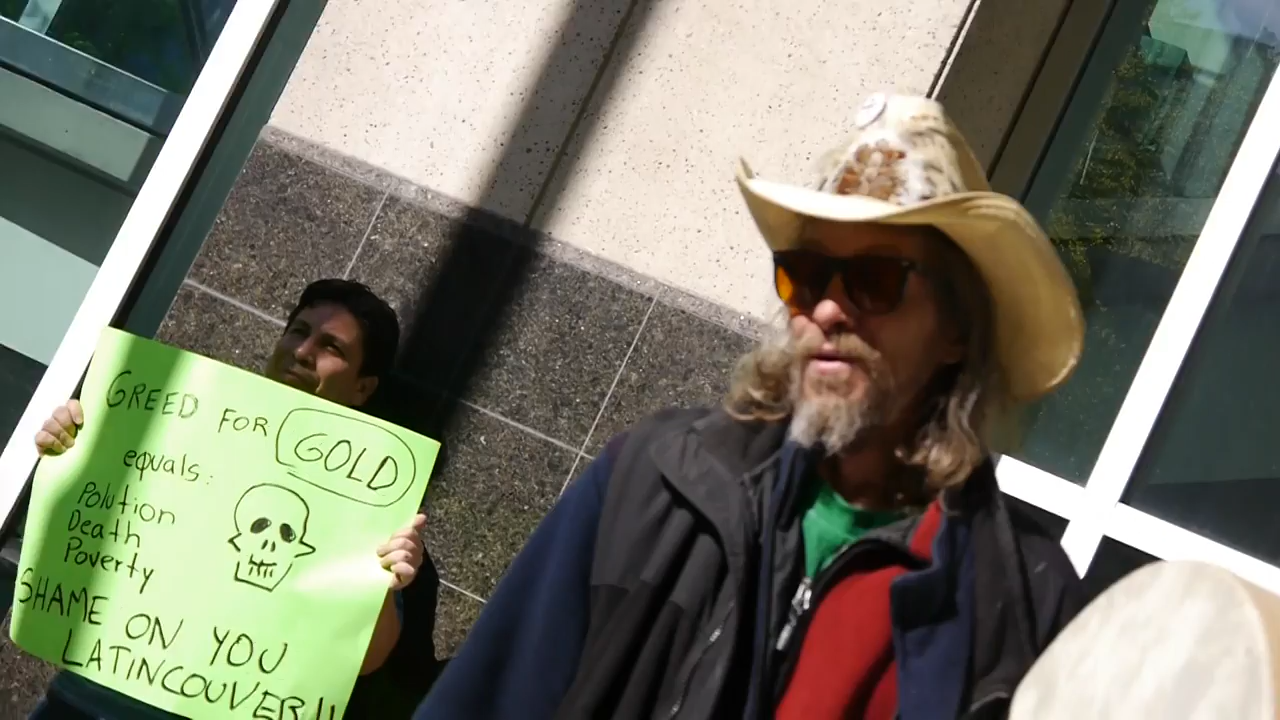 GREED FOR GOLD
equals:
Polution
Death
Poverty
SHAME ON YOU
LATINCOUVER!!